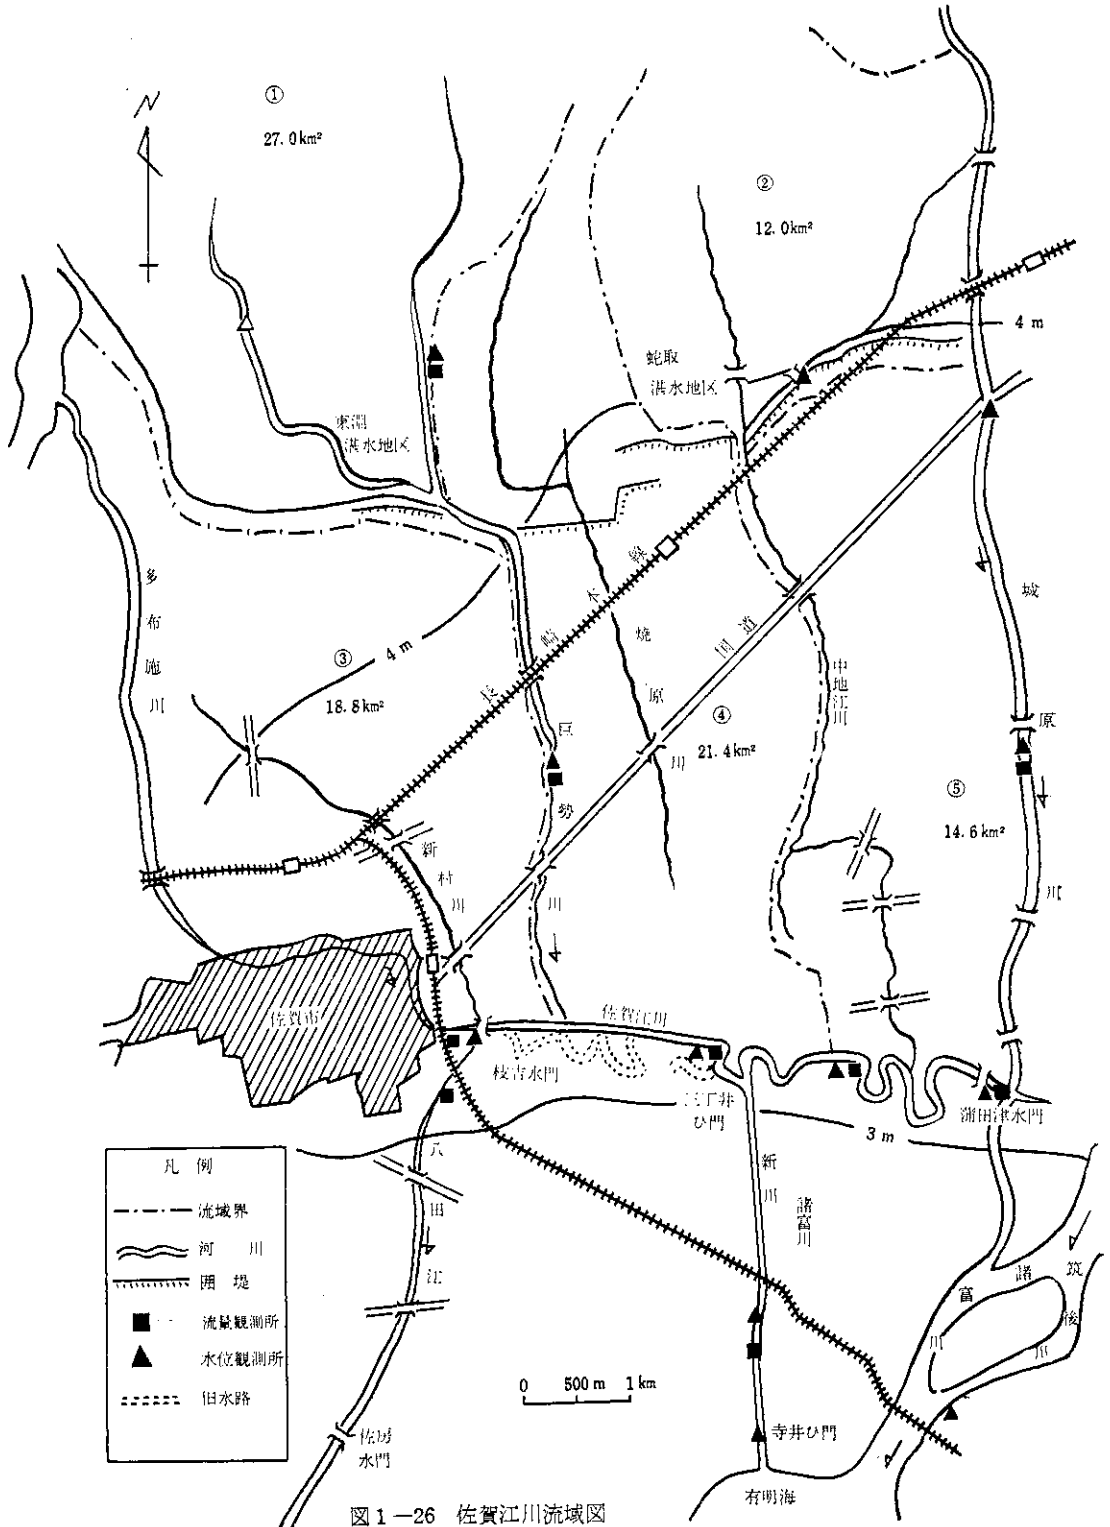 N
①
27.0km²
②
12.0km²
4 m
蛇取
湛水地区
東淵
湛水地区
多布施川
③
18.8km²
4 m
長崎本線
焼原川
国道
④
21.4km²
中地江川
城原川
⑤
14.6km²
巨勢川
新村川
佐賀市
佐賀江川
枝吉水門
三丁井
ひ門
蒲田津水門
3 m
新川
諸富川
八田江
諸富川
筑後川
凡 例
流域界
河 川
囲 堤
流量観測所
水位観測所
旧水路
0 500 m 1 km
佐房
水門
寺井ひ門
有明海
図1-26 佐賀江川流域図